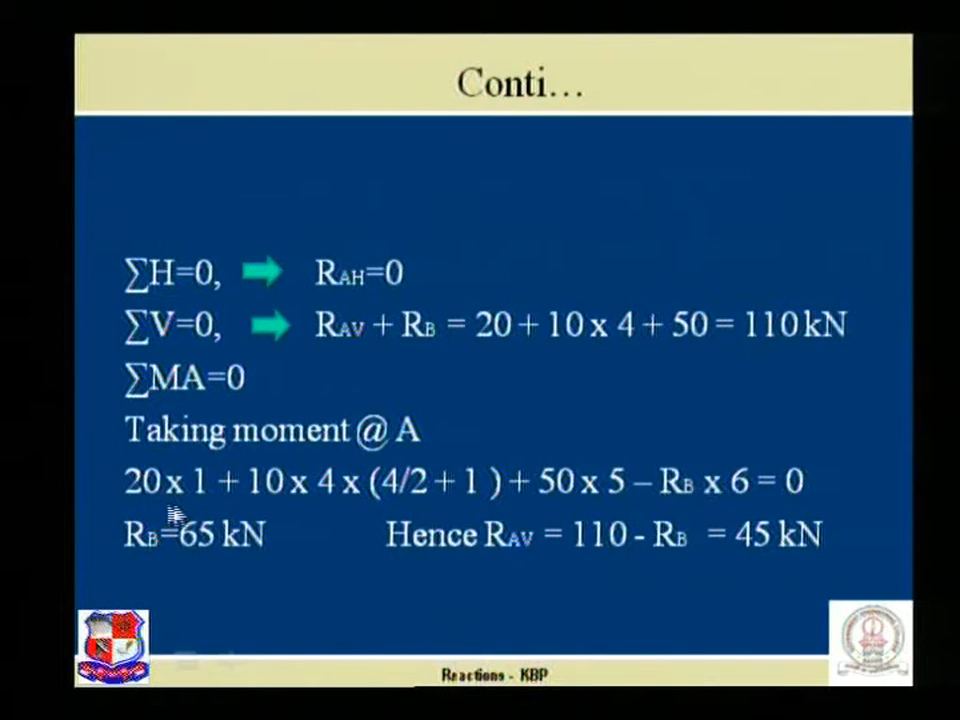 Conti...
∑H=0, RAH=0
∑V=0, RAV + RB = 20 + 10 x 4 + 50 = 110 kN
∑MA=0
Taking moment @ A
20 x 1 + 10 x 4 x (4/2 + 1 ) + 50 x 5 – RB x 6 = 0
RB=65 kN Hence RAV = 110 - RB = 45 kN
Reactions - KBP